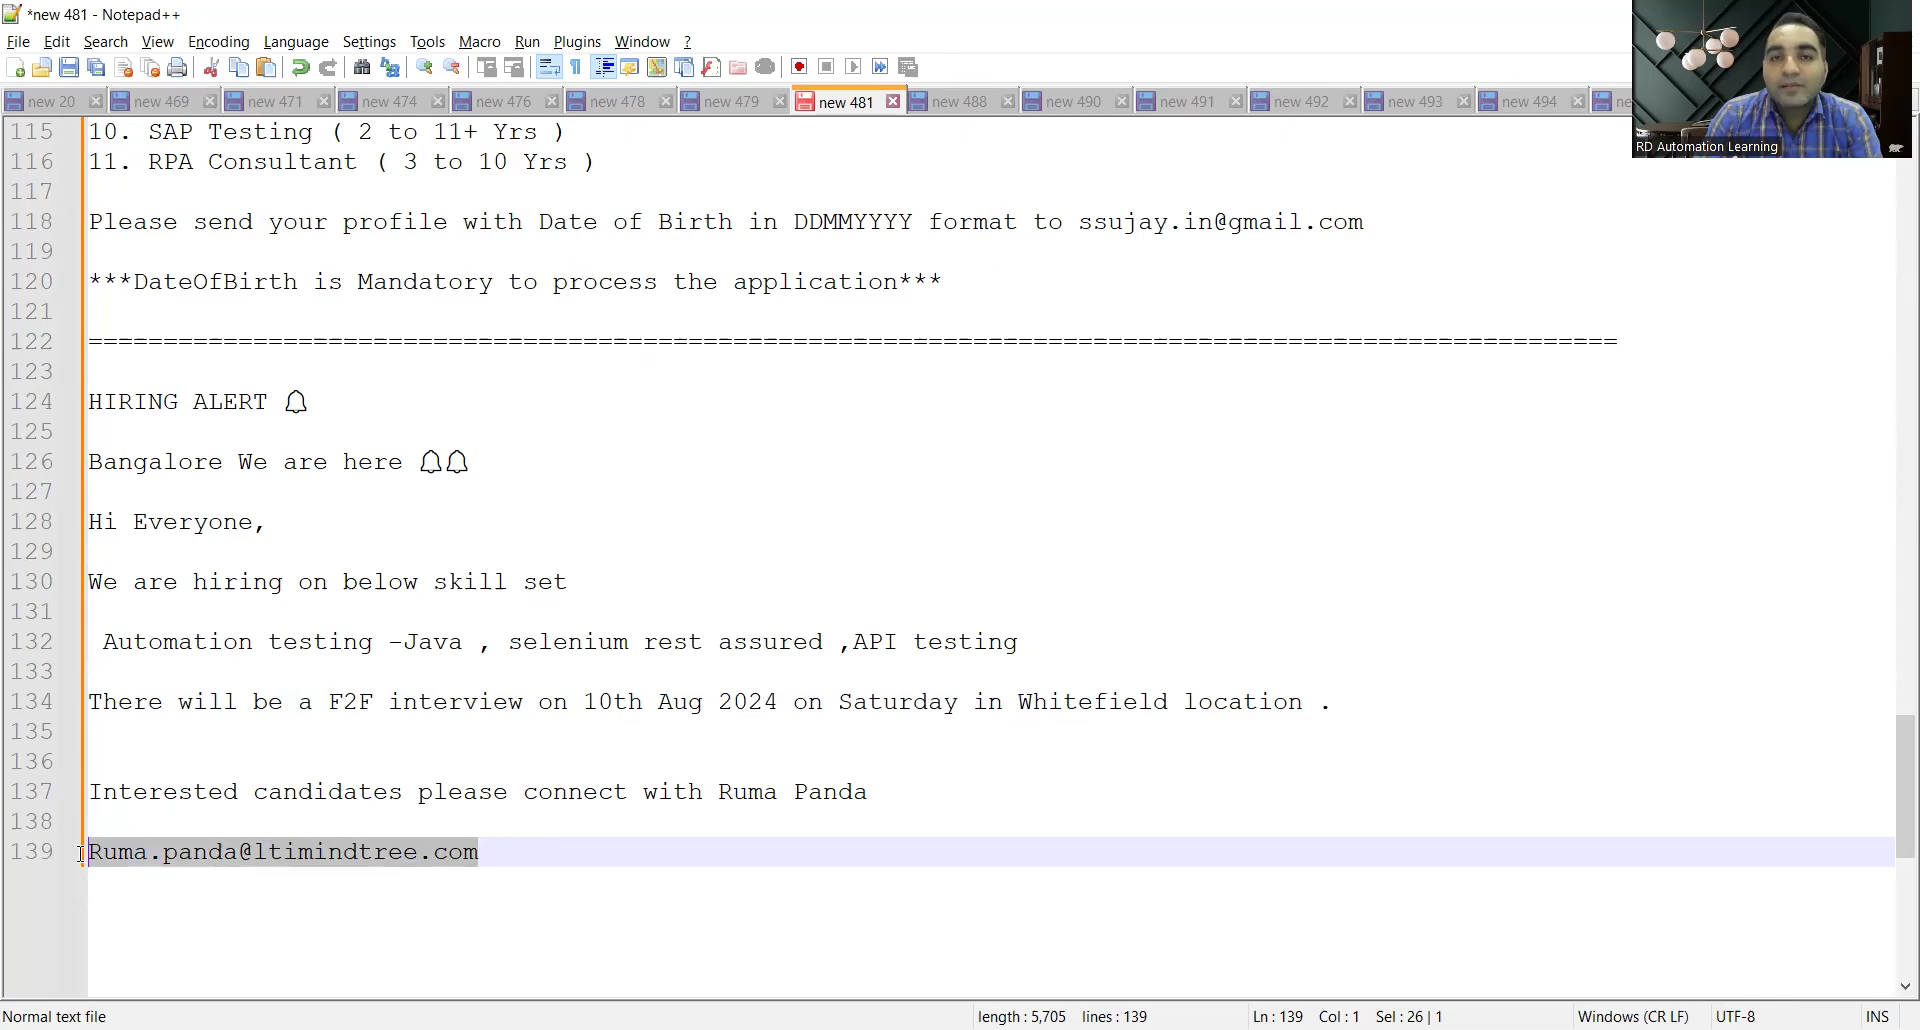 *new 481 - Notepad++
File Edit Search View Encoding Language Settings Tools Macro Run Plugins Window ?
new 20 new 469 new 471 new 474 new 476 new 478 new 479 new 481 new 488 new 490 new 491 new 492 new 493 new 494 ne
RD Automation Learning
115 10. SAP Testing ( 2 to 11+ Yrs )
116 11. RPA Consultant ( 3 to 10 Yrs )
117
118 Please send your profile with Date of Birth in DDMMYYYY format to ssujay.in@gmail.com
119
120 ***DateOfBirth is Mandatory to process the application***
121
122 ======================================================================================================
123
124 HIRING ALERT 🔔
125
126 Bangalore We are here 🔔🔔
127
128 Hi Everyone,
129
130 We are hiring on below skill set
131
132 Automation testing -Java , selenium rest assured ,API testing
133
134 There will be a F2F interview on 10th Aug 2024 on Saturday in Whitefield location .
135
136
137 Interested candidates please connect with Ruma Panda
138
139 Ruma.panda@ltimindtree.com
Normal text file length : 5,705 lines : 139 Ln : 139 Col : 1 Sel : 26 | 1 Windows (CR LF) UTF-8 INS